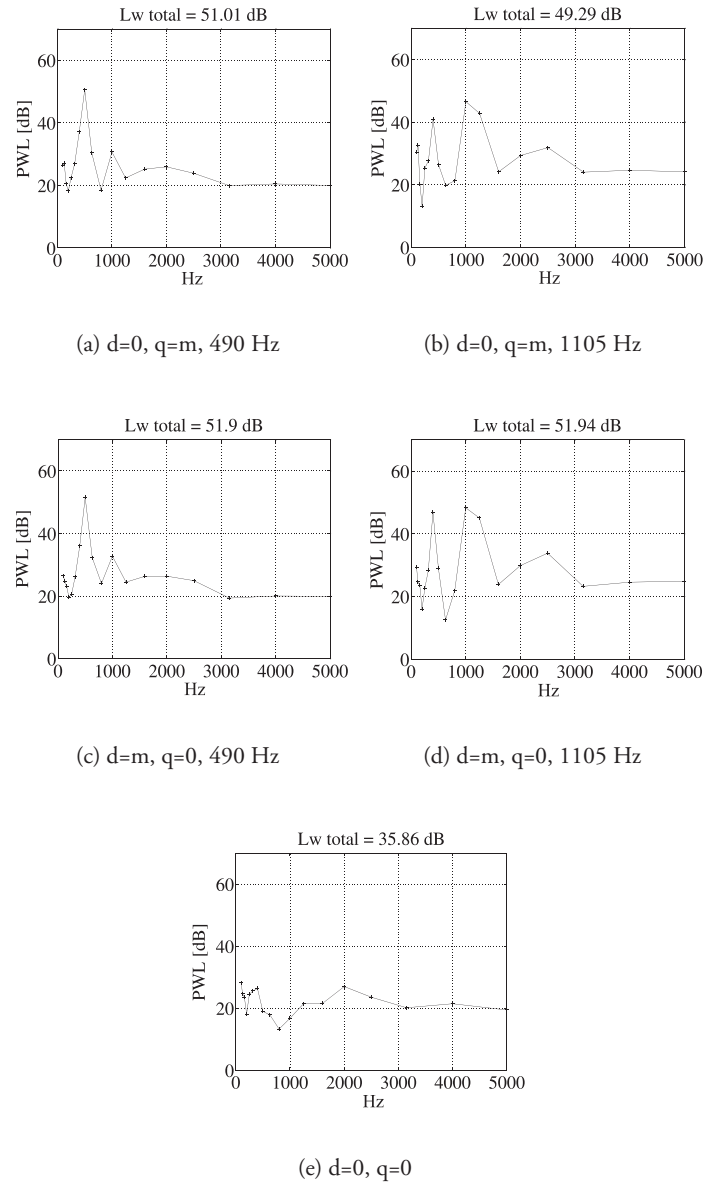 Lw total = 51.01 dB
60
40
20
0
PWL [dB]
0 1000 2000 3000 4000 5000
Hz
(a) d=0, q=m, 490 Hz
Lw total = 49.29 dB
60
40
20
0
PWL [dB]
0 1000 2000 3000 4000 5000
Hz
(b) d=0, q=m, 1105 Hz
Lw total = 51.9 dB
60
40
20
0
PWL [dB]
0 1000 2000 3000 4000 5000
Hz
(c) d=m, q=0, 490 Hz
Lw total = 51.94 dB
60
40
20
0
PWL [dB]
0 1000 2000 3000 4000 5000
Hz
(d) d=m, q=0, 1105 Hz
Lw total = 35.86 dB
60
40
20
0
PWL [dB]
0 1000 2000 3000 4000 5000
Hz
(e) d=0, q=0